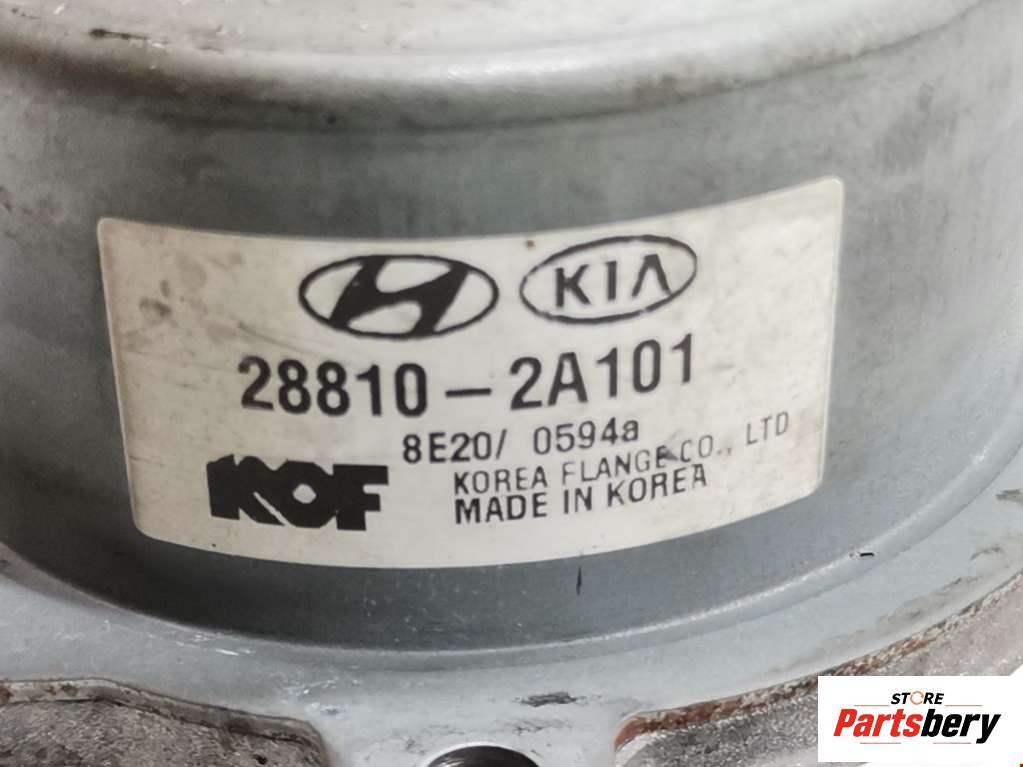 KIA
28810-2A101
8E20/ 0594a
KOF
KOREA FLANGE CO., LTD
MADE IN KOREA
STORE
Partsbery